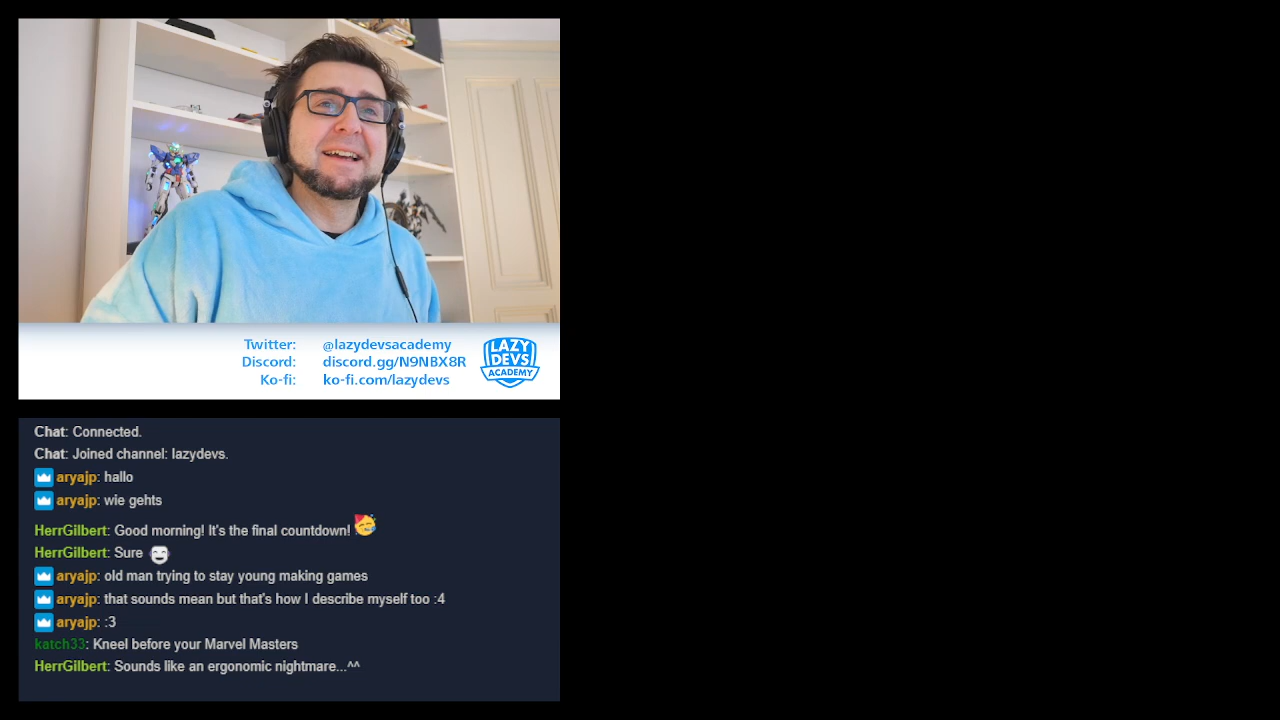 Twitter: @lazydevsacademy
Discord: discord.gg/N9NBX8R
Ko-fi: ko-fi.com/lazydevs
LAZY
DEVS
ACADEMY
Chat: Connected.
Chat: Joined channel: lazydevs.
aryajp: hallo
aryajp: wie gehts
HerrGilbert: Good morning! It's the final countdown!
HerrGilbert: Sure
aryajp: old man trying to stay young making games
aryajp: that sounds mean but that's how I describe myself too :4
aryajp: :3
katch33: Kneel before your Marvel Masters
HerrGilbert: Sounds like an ergonomic nightmare...^^